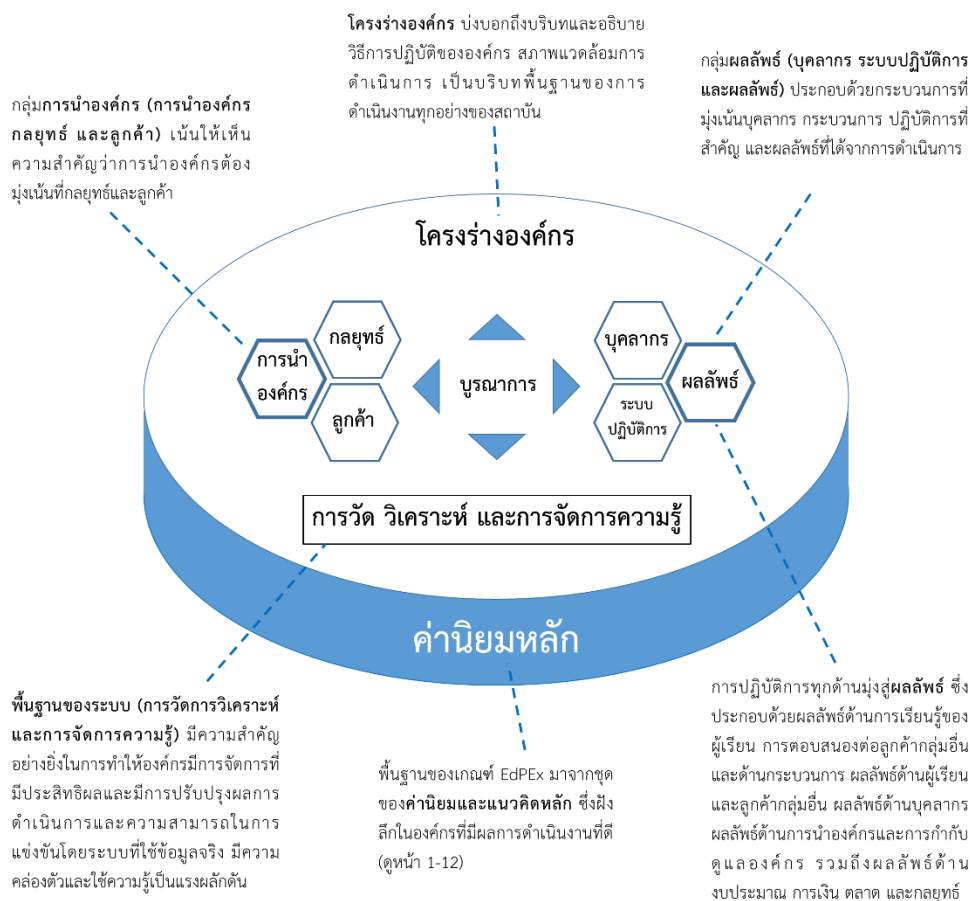 โครงร่างองค์กร บ่งบอกถึงบริบทและอธิบาย
วิธีการปฏิบัติขององค์กร สภาพแวดล้อมการ
ดำเนินการ เป็นบริบทพื้นฐานของการ
ดำเนินงานทุกอย่างของสถาบัน
กลุ่มผลลัพธ์ (บุคลากร ระบบปฏิบัติการ
และผลลัพธ์) ประกอบด้วยกระบวนการที่
มุ่งเน้นบุคลากร กระบวนการ ปฏิบัติการที่
สำคัญ และผลลัพธ์ที่ได้จากการดำเนินการ
กลุ่มการนำองค์กร (การนำองค์กร
กลยุทธ์ และลูกค้า) เน้นให้เห็น
ความสำคัญว่าการนำองค์กรต้อง
มุ่งเน้นที่กลยุทธ์และลูกค้า
โครงร่างองค์กร
กลยุทธ์
การนำ
องค์กร
ลูกค้า
บูรณาการ
บุคลากร
ผลลัพธ์
ระบบ
ปฏิบัติการ
การวัด วิเคราะห์ และการจัดการความรู้
ค่านิยมหลัก
พื้นฐานของระบบ (การวัดการวิเคราะห์
และการจัดการความรู้) มีความสำคัญ
อย่างยิ่งในการทำให้องค์กรมีการจัดการที่
มีประสิทธิผลและมีการปรับปรุงผลการ
ดำเนินการและความสามารถในการ
แข่งขันโดยระบบที่ใช้ข้อมูลจริง มีความ
คล่องตัวและใช้ความรู้เป็นแรงผลักดัน
พื้นฐานของเกณฑ์ EdPEx มาจากชุด
ของค่านิยมและแนวคิดหลัก ซึ่งฝัง
ลึกในองค์กรที่มีผลการดำเนินงานที่ดี
(ดูหน้า 1-12)
การปฏิบัติการทุกด้านมุ่งสู่ผลลัพธ์ ซึ่ง
ประกอบด้วยผลลัพธ์ด้านการเรียนรู้ของ
ผู้เรียน การตอบสนองต่อลูกค้ากลุ่มอื่น
และด้านกระบวนการ ผลลัพธ์ด้านผู้เรียน
และลูกค้ากลุ่มอื่น ผลลัพธ์ด้านบุคลากร
ผลลัพธ์ด้านการนำองค์กรและการกำกับ
ดูแลองค์กร รวมถึงผลลัพธ์ด้าน
งบประมาณ การเงิน ตลาด และกลยุทธ์